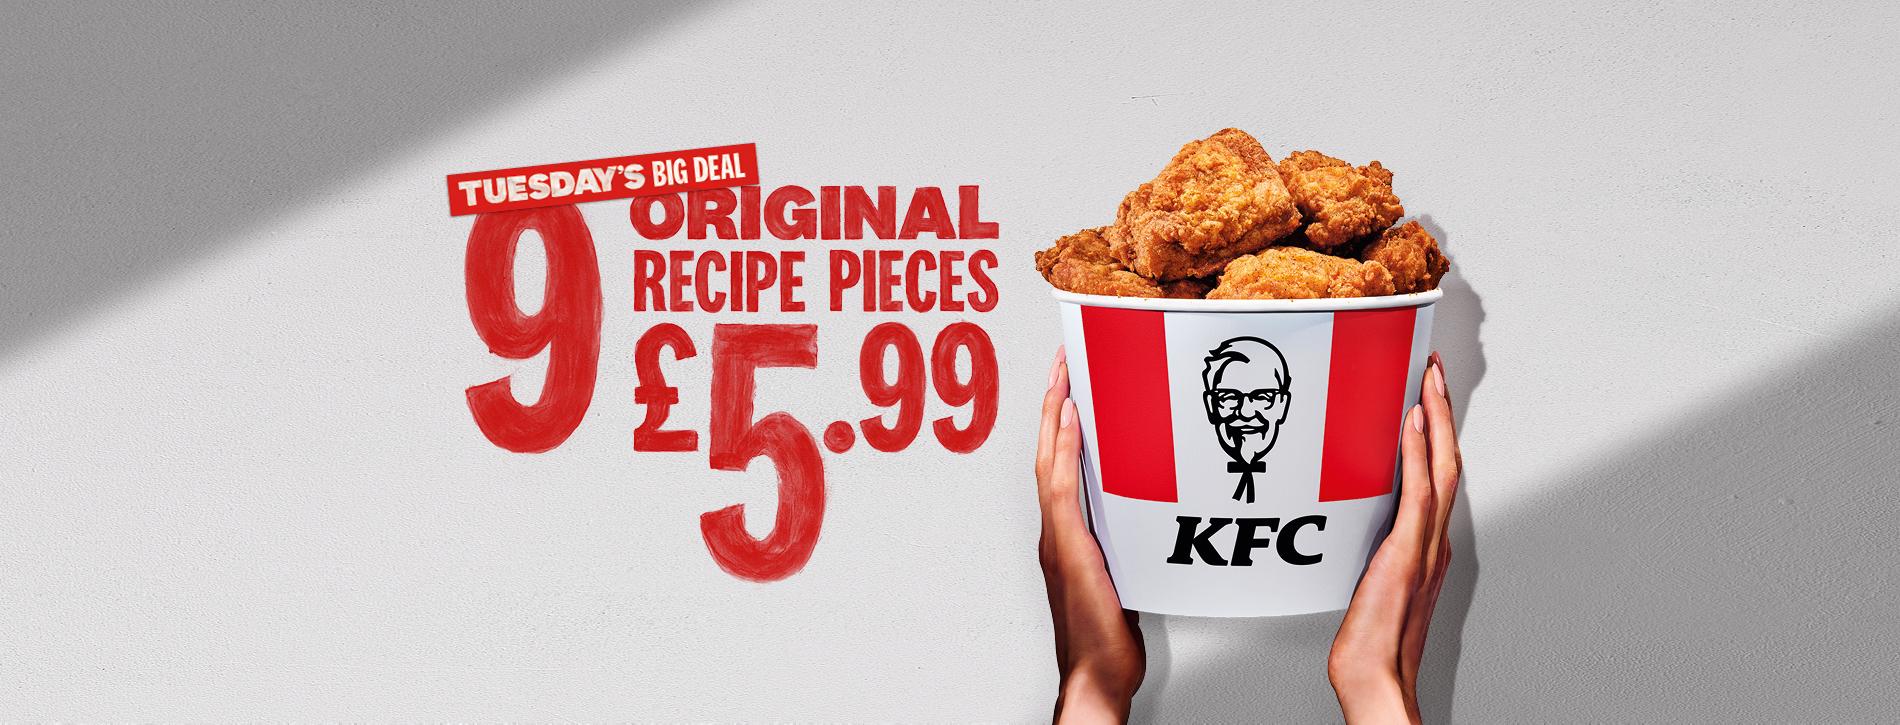 TUESDAY'S BIG DEAL
9 ORIGINAL
RECIPE PIECES
£5.99
KFC